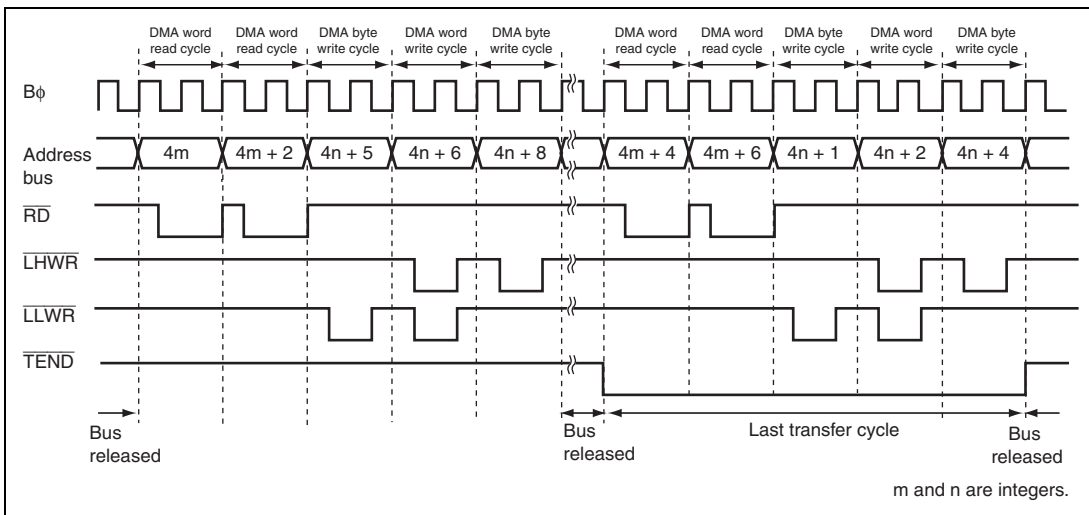 DMA word read cycle DMA word read cycle DMA byte write cycle DMA word write cycle DMA byte write cycle DMA word read cycle DMA word read cycle DMA byte write cycle DMA word write cycle DMA byte write cycle
Bϕ
Address bus 4m 4m + 2 4n + 5 4n + 6 4n + 8 4m + 4 4m + 6 4n + 1 4n + 2 4n + 4
RD
LHWR
LLWR
TEND
Bus released Bus released Last transfer cycle Bus released
m and n are integers.